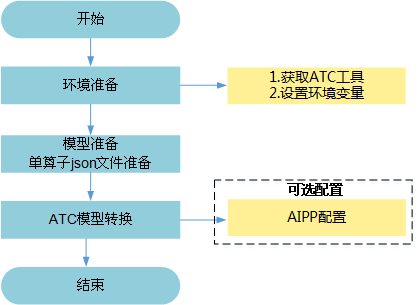 开始
环境准备
1.获取ATC工具
2.设置环境变量
模型准备
单算子json文件准备
可选配置
ATC模型转换
AIPP配置
结束